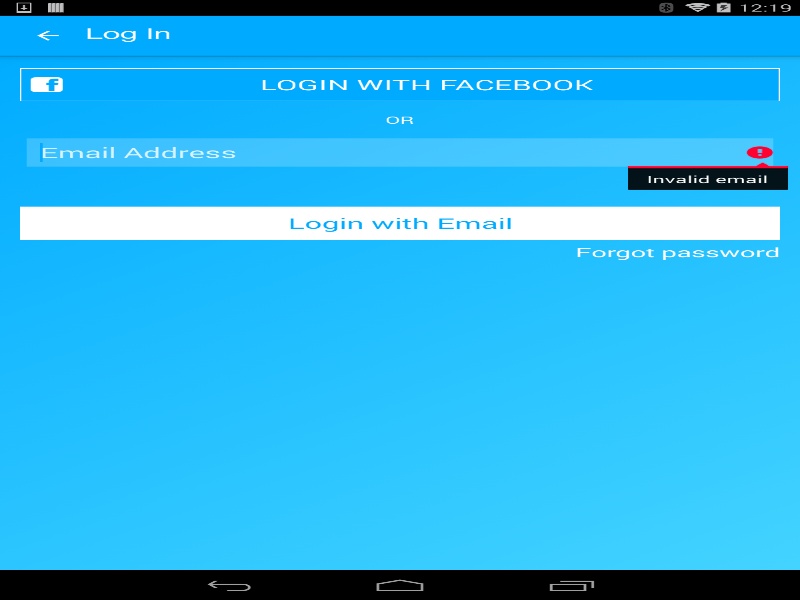 12:19
Log In
LOGIN WITH FACEBOOK
OR
Email Address
Invalid email
Login with Email
Forgot password